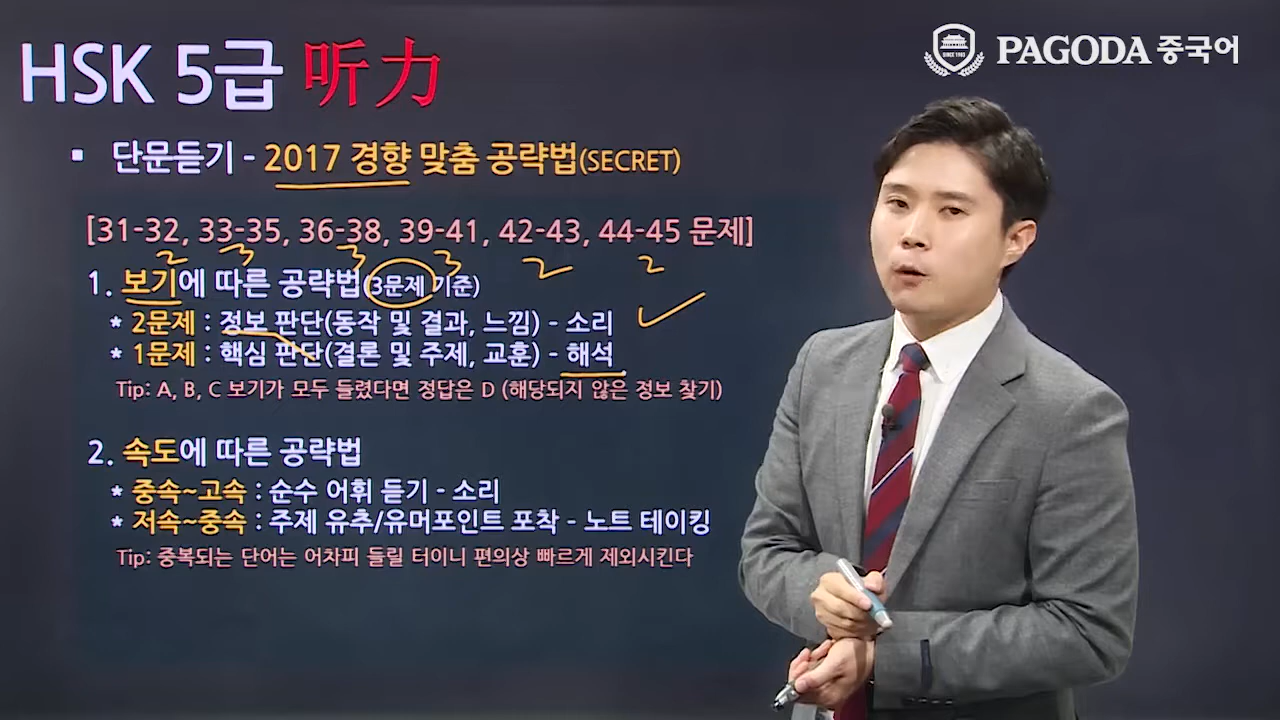 SINCE 1983
PAGODA 중국어
HSK 5급 听力
▪ 단문듣기 - 2017 경향 맞춤 공략법(SECRET)
[31-32, 33-35, 36-38, 39-41, 42-43, 44-45 문제]
2 3 3 3 2 2
1. 보기에 따른 공략법(3문제 기준)
* 2문제 : 정보 판단(동작 및 결과, 느낌) - 소리
* 1문제 : 핵심 판단(결론 및 주제, 교훈) - 해석
Tip: A, B, C 보기가 모두 들렸다면 정답은 D (해당되지 않은 정보 찾기)
2. 속도에 따른 공략법
* 중속~고속 : 순수 어휘 듣기 - 소리
* 저속~중속 : 주제 유추/유머포인트 포착 - 노트 테이킹
Tip: 중복되는 단어는 어차피 들릴 터이니 편의상 빠르게 제외시킨다